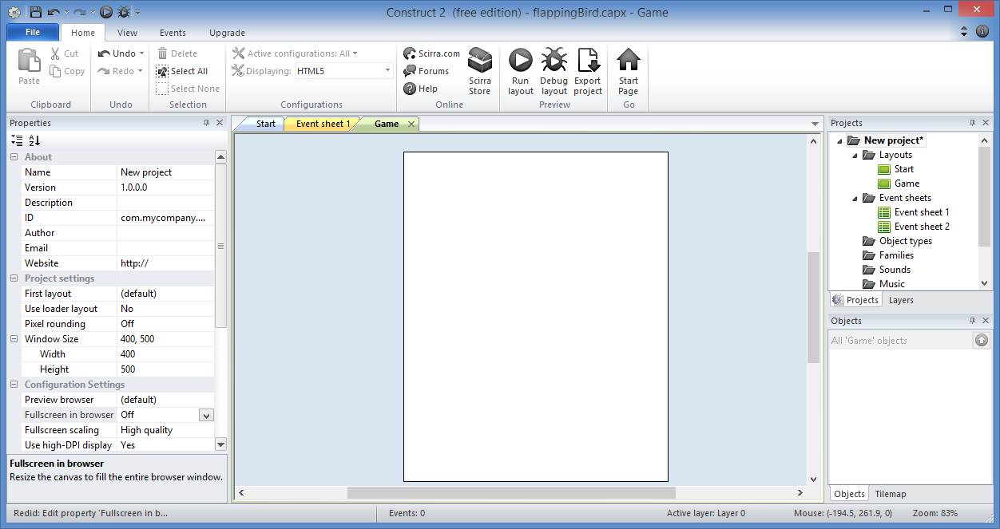 Construct 2  (free edition) - flappingBird.capx - Game
File Home View Events Upgrade
Paste
Cut
Copy
Clipboard
Undo
Redo
Undo
Delete
Select All
Select None
Selection
Active configurations: All
Displaying: HTML5
Configurations
Scirra.com
Forums
Help
Scirra Store
Online
Run layout
Debug layout
Export project
Preview
Start Page
Go
Properties
About
Name New project
Version 1.0.0.0
Description
ID com.mycompany....
Author
Email
Website http://
Project settings
First layout (default)
Use loader layout No
Pixel rounding Off
Window Size 400, 500
Width 400
Height 500
Configuration Settings
Preview browser (default)
Fullscreen in browser Off
Fullscreen scaling High quality
Use high-DPI display Yes
Fullscreen in browser
Resize the canvas to fill the entire browser window.
Start Event sheet 1 Game
Projects
New project*
Layouts
Start
Game
Event sheets
Event sheet 1
Event sheet 2
Object types
Families
Sounds
Music
Projects Layers
Objects
All 'Game' objects
Objects Tilemap
Redid: Edit property 'Fullscreen in b... Events: 0 Active layer: Layer 0 Mouse: (-194.5, 261.9, 0) Zoom: 83%